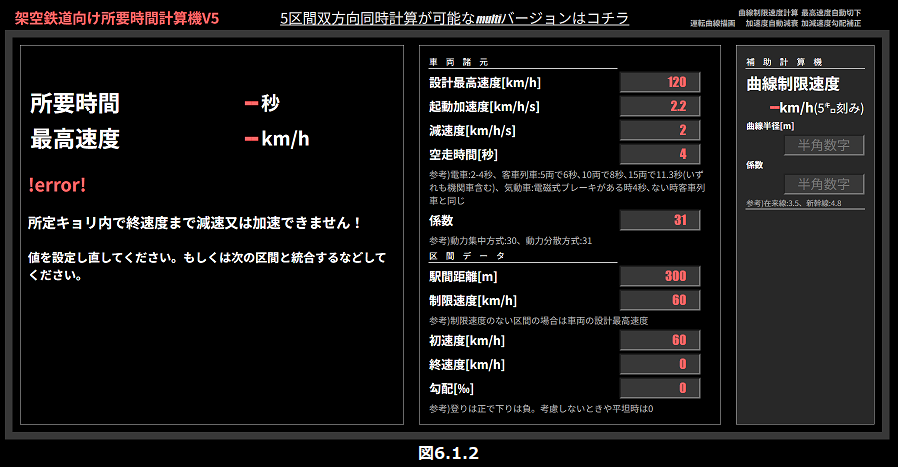 架空鉄道向け所要時間計算機V5
5区間双方向同時計算が可能なmultiバージョンはコチラ
曲線制限速度計算 最高速度自動切下
運転曲線描画 加速度自動減衰 加減速度勾配補正
所要時間 ー秒
最高速度 ーkm/h
!error!
所定キョリ内で終速度まで減速又は加速できません！
値を設定し直してください。もしくは次の区間と統合するなどして
ください。
車両諸元
設計最高速度[km/h] 120
起動加速度[km/h/s] 2.2
減速度[km/h/s] 2
空走時間[秒] 4
参考)電車:2-4秒、客車列車:5両で6秒､10両で8秒､15両で11.3秒(いず
れも機関車含む)、気動車:電磁式ブレーキがある時4秒､ない時客車列
車と同じ
係数 31
参考)動力集中方式:30、動力分散方式:31
区間データ
駅間距離[m] 300
制限速度[km/h] 60
参考)制限速度のない区間の場合は車両の設計最高速度
初速度[km/h] 60
終速度[km/h] 0
勾配[‰] 0
参考)登りは正で下りは負。考慮しないときや平坦時は0
補助計算機
曲線制限速度
ーkm/h(5㌔刻み)
曲線半径[m]
半角数字
係数
半角数字
参考)在来線:3.5、新幹線:4.8
図6.1.2